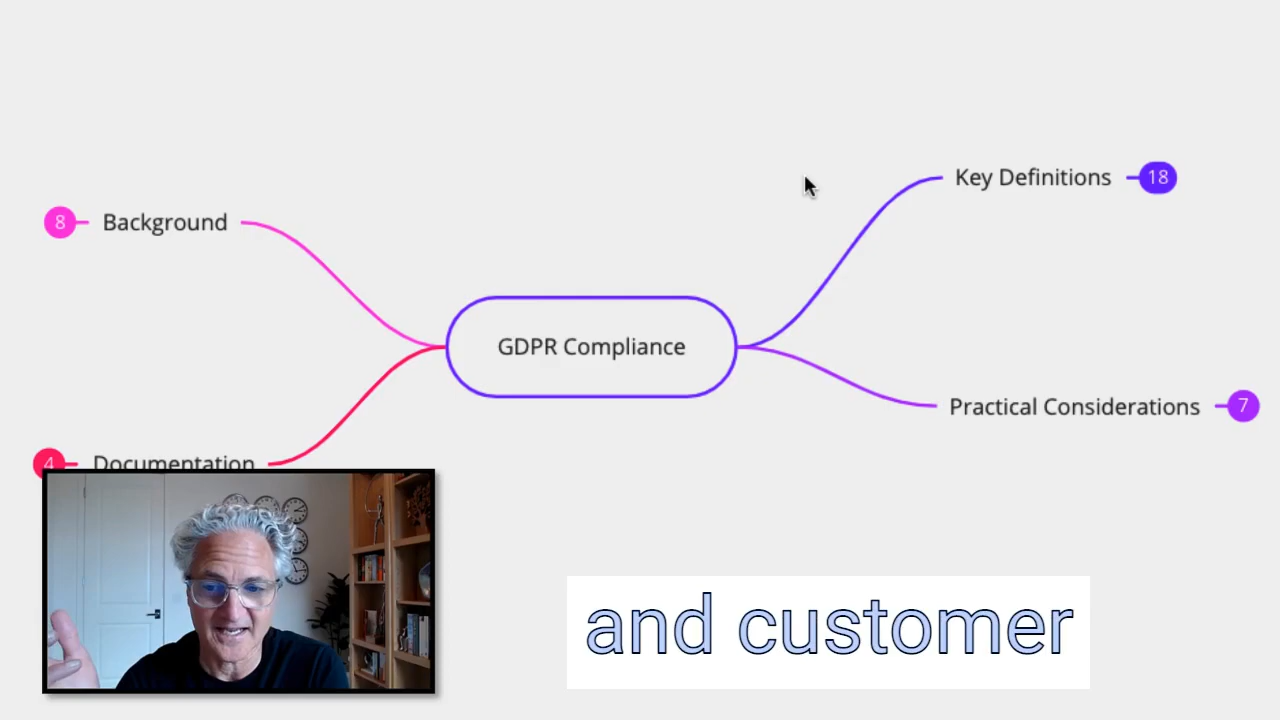 Key Definitions 18
8 Background
GDPR Compliance
Practical Considerations 7
4 Documentation
and customer